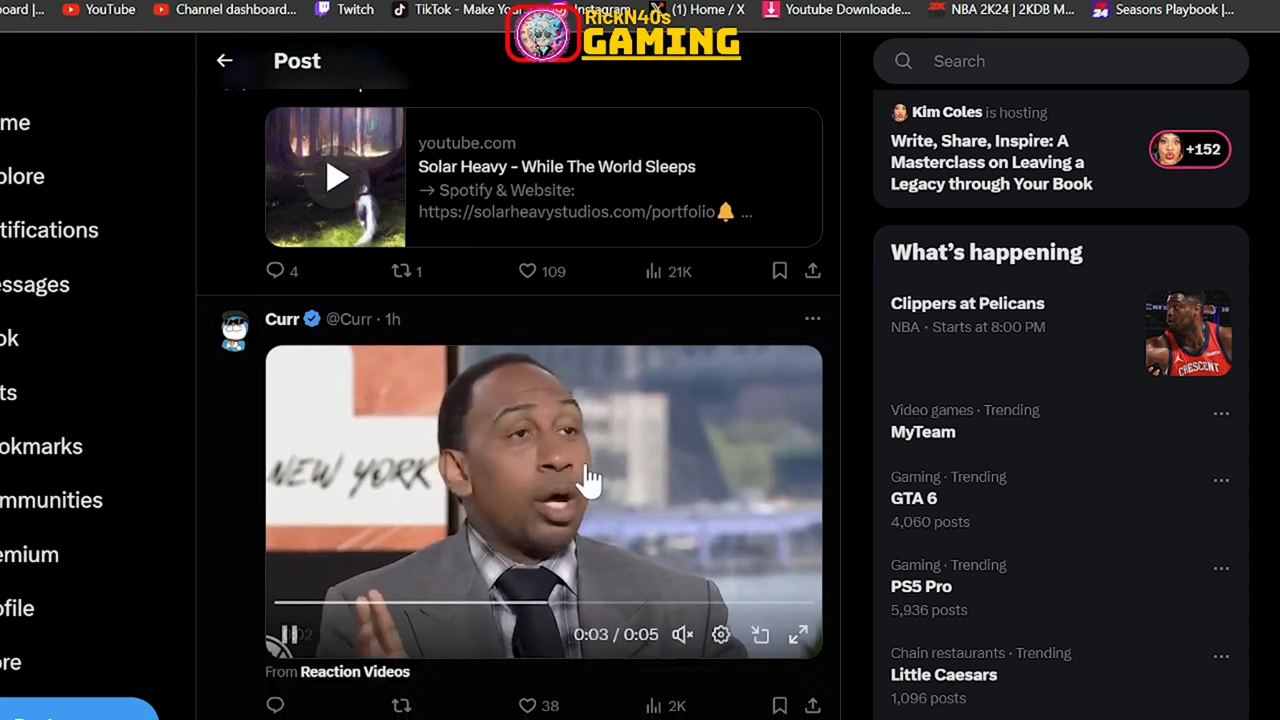 oard |...
YouTube
Channel dashboard...
Twitch
TikTok - Make You
Instagram
(1) Home / X
Youtube Downloade...
NBA 2K24 | 2KDB M...
Seasons Playbook |...
RickN40s
GAMING
Post
Search
me
plore
tifications
essages
ok
ts
okmarks
mmunities
emium
ofile
ore
youtube.com
Solar Heavy - While The World Sleeps
→ Spotify & Website:
https://solarheavystudios.com/portfolio🔔 ...
4
1
109
21K
Curr @Curr · 1h
NEW YORK
0:03 / 0:05
From Reaction Videos
38
2K
Kim Coles is hosting
Write, Share, Inspire: A
Masterclass on Leaving a
Legacy through Your Book
+152
What's happening
Clippers at Pelicans
NBA · Starts at 8:00 PM
CRESCENT
Video games · Trending
MyTeam
Gaming · Trending
GTA 6
4,060 posts
Gaming · Trending
PS5 Pro
5,936 posts
Chain restaurants · Trending
Little Caesars
1,096 posts